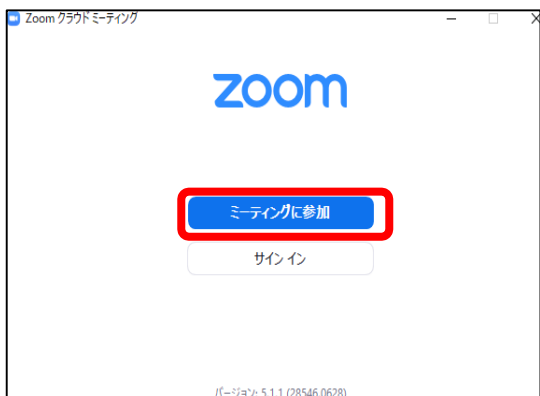 Zoom クラウド ミーティング
zoom
ミーティングに参加
サイン イン
バージョン: 5.1.1 (28546.0628)